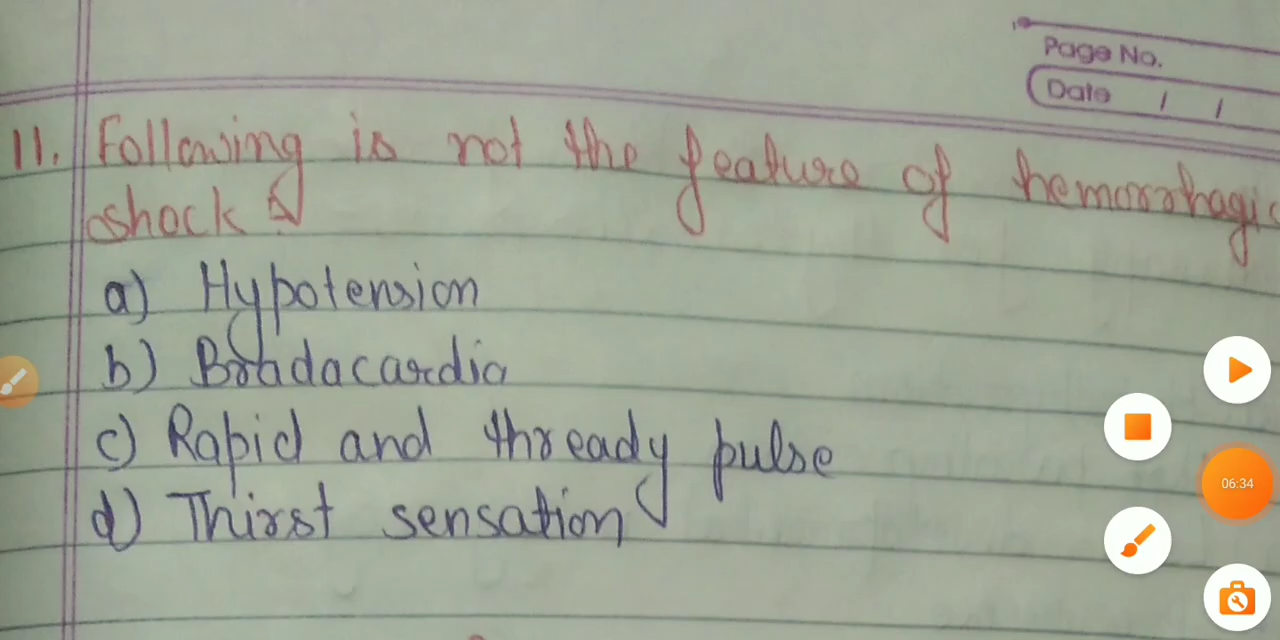 Page No.
Date / /
11. Following is not the feature of hemorrhagic
shock?
a) Hypotension
b) Bradacardia
c) Rapid and thready pulse
d) Thirst sensation
06:34